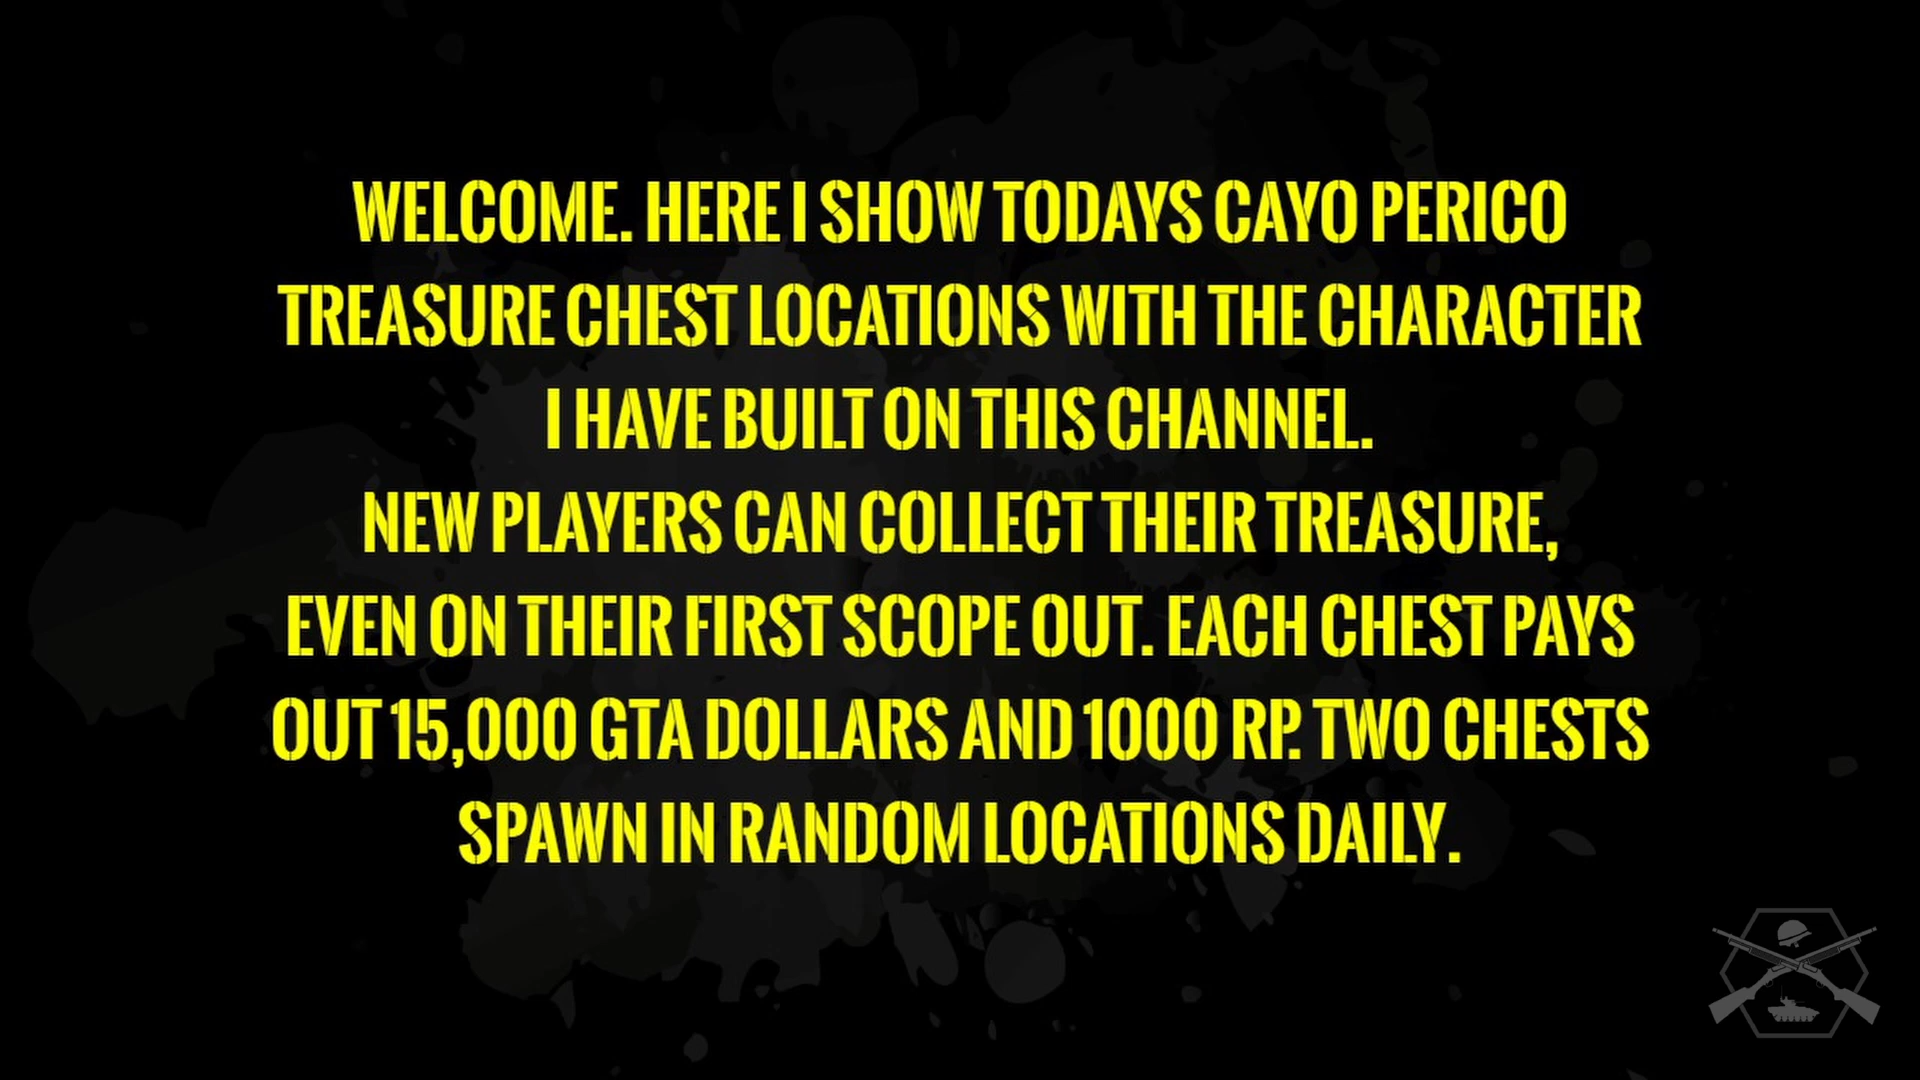 WELCOME. HERE I SHOW TODAYS CAYO PERICO
TREASURE CHEST LOCATIONS WITH THE CHARACTER
I HAVE BUILT ON THIS CHANNEL.
NEW PLAYERS CAN COLLECT THEIR TREASURE,
EVEN ON THEIR FIRST SCOPE OUT. EACH CHEST PAYS
OUT 15,000 GTA DOLLARS AND 1000 RP. TWO CHESTS
SPAWN IN RANDOM LOCATIONS DAILY.